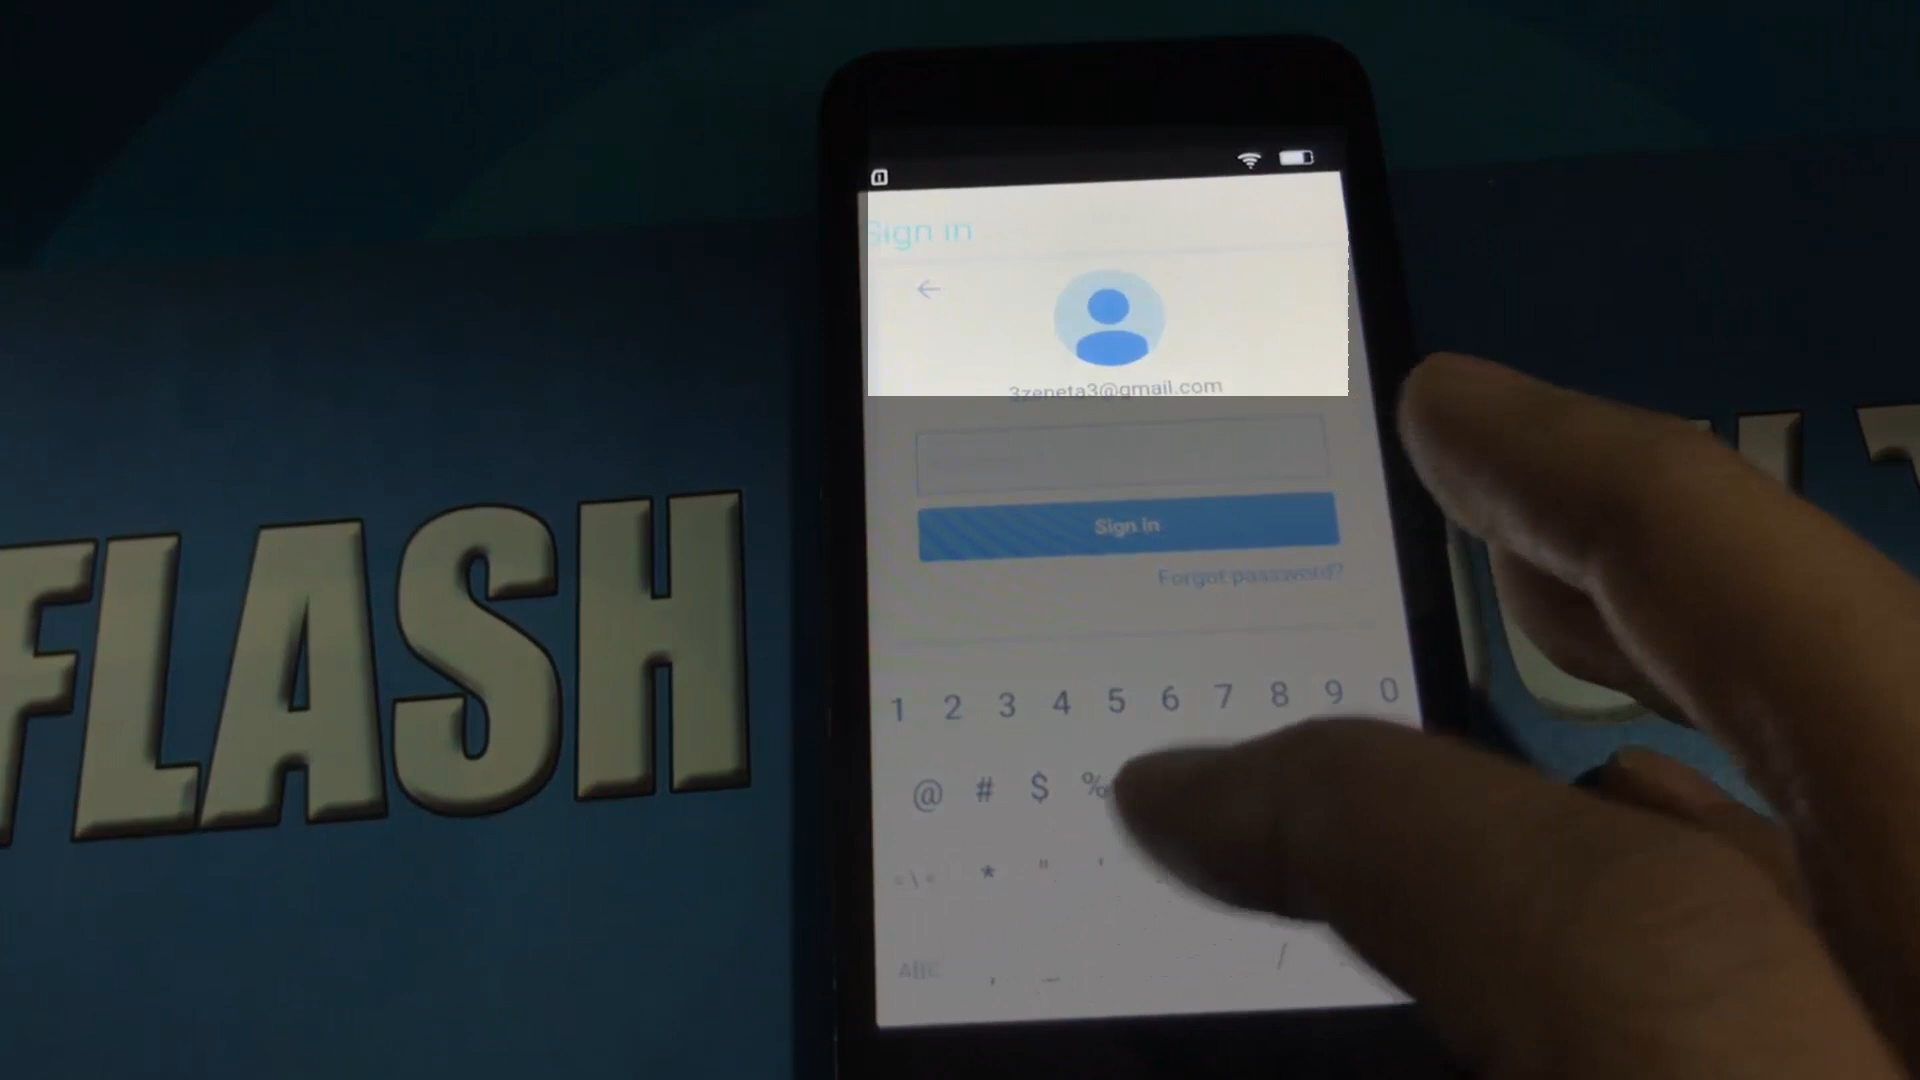 Sign in
3zeneta3@gmail.com
Sign in
Forgot password?
1 2 3 4 5 6 7 8 9 0
@ # $ %
* " '
, _ /
FLASH